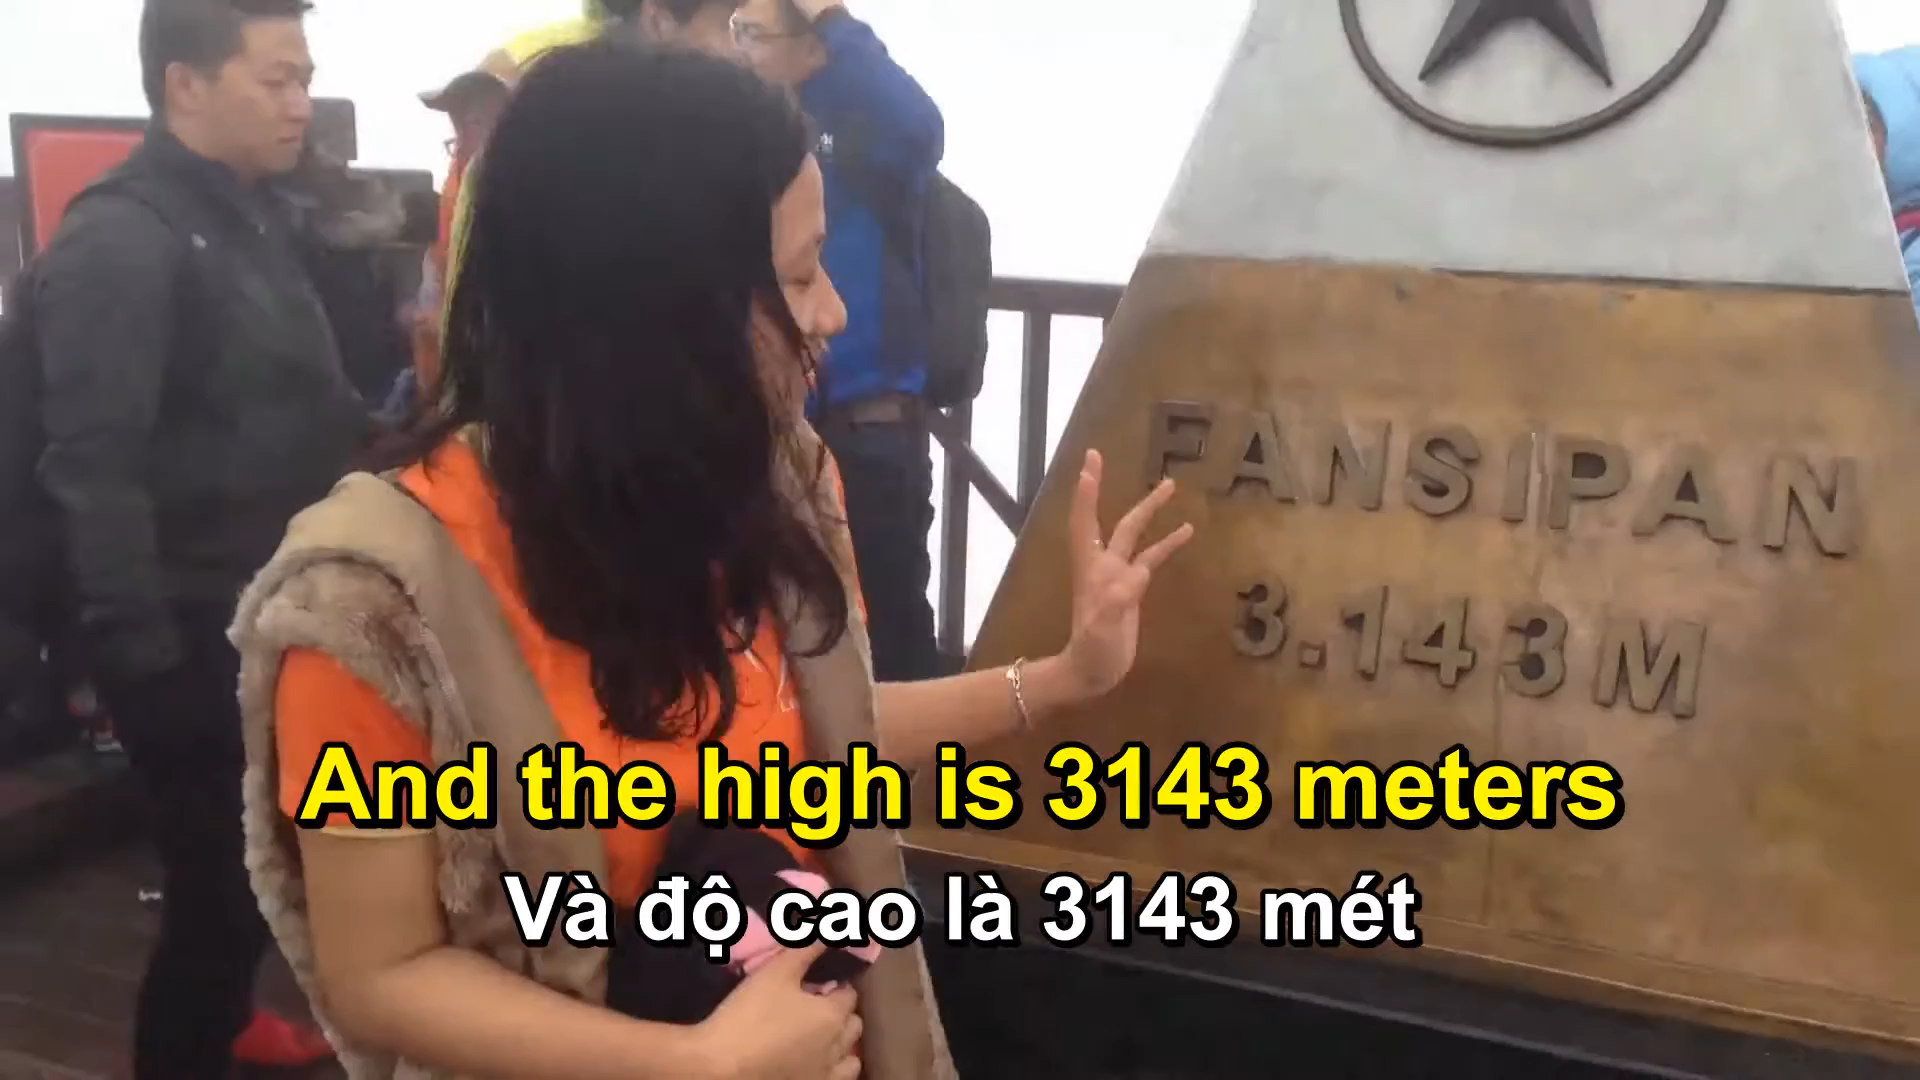 FANSIPAN
3.143M
And the high is 3143 meters
Và độ cao là 3143 mét